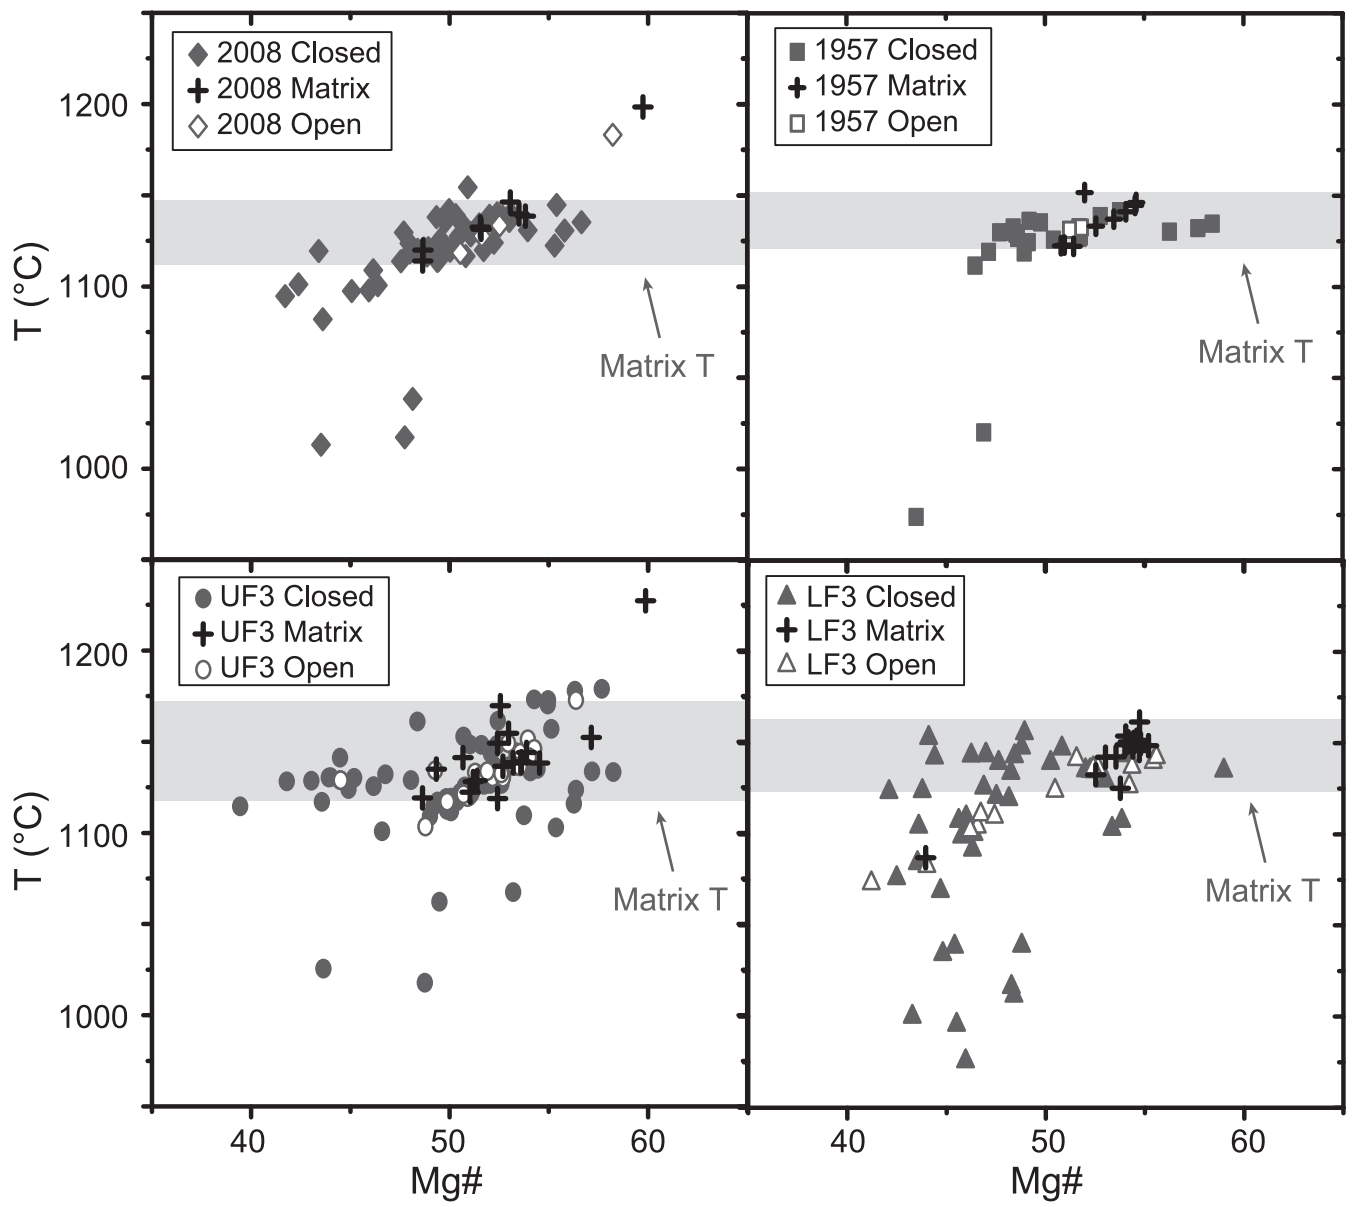 2008 Closed
2008 Matrix
2008 Open
1957 Closed
1957 Matrix
1957 Open
1200
1100
1000
T (°C)
Matrix T
Matrix T
UF3 Closed
UF3 Matrix
UF3 Open
LF3 Closed
LF3 Matrix
LF3 Open
1200
1100
1000
T (°C)
Matrix T
Matrix T
40 50 60 40 50 60
Mg# Mg#